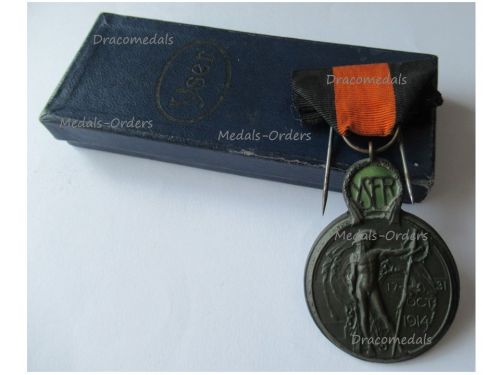 Dracomedals
Yser
Dracomedals
Medals-Orders
Medals-Orders
YSER
Medals-Orders
17-31
OCT.
1914
Dracomedals